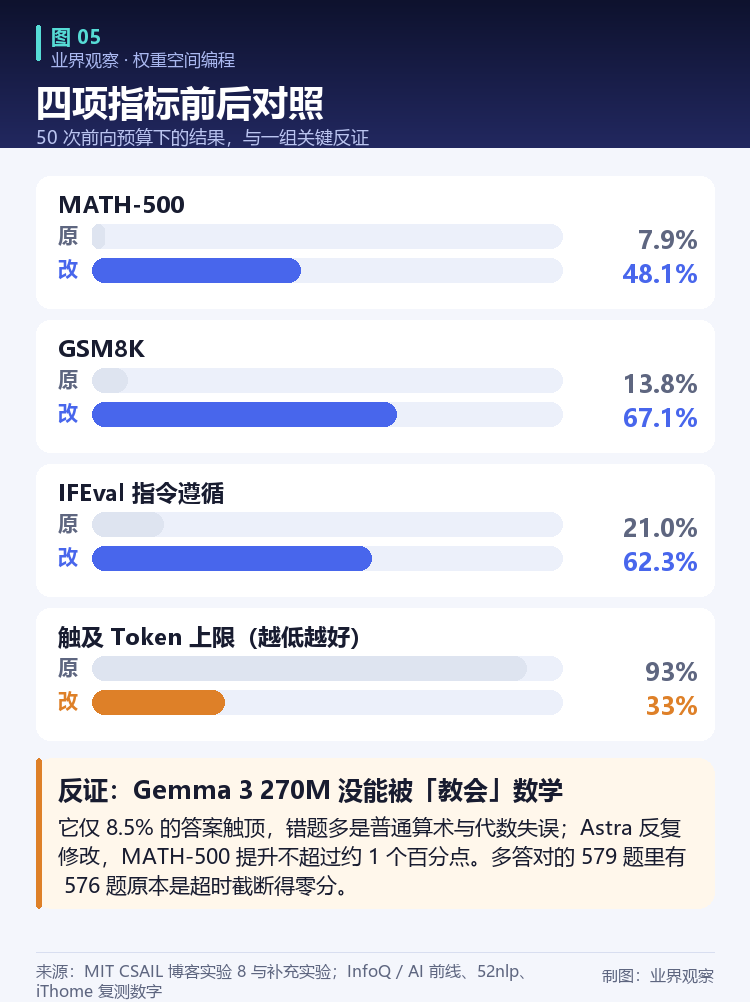 图 05
业界观察 · 权重空间编程
四项指标前后对照
50 次前向预算下的结果，与一组关键反证
MATH-500
原 7.9%
改 48.1%
GSM8K
原 13.8%
改 67.1%
IFEval 指令遵循
原 21.0%
改 62.3%
触及 Token 上限（越低越好）
原 93%
改 33%
反证：Gemma 3 270M 没能被「教会」数学
它仅 8.5% 的答案触顶，错题多是普通算术与代数失误；Astra 反复
修改，MATH-500 提升不超过约 1 个百分点。多答对的 579 题里有
576 题原本是超时截断得零分。
来源：MIT CSAIL 博客实验 8 与补充实验；InfoQ / AI 前线、52nlp、
iThome 复测数字
制图：业界观察